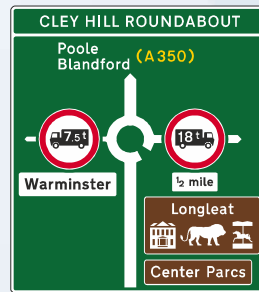 CLEY HILL ROUNDABOUT
Poole
Blandford (A350)
7.5t
18t
Warminster
½ mile
Longleat
Center Parcs